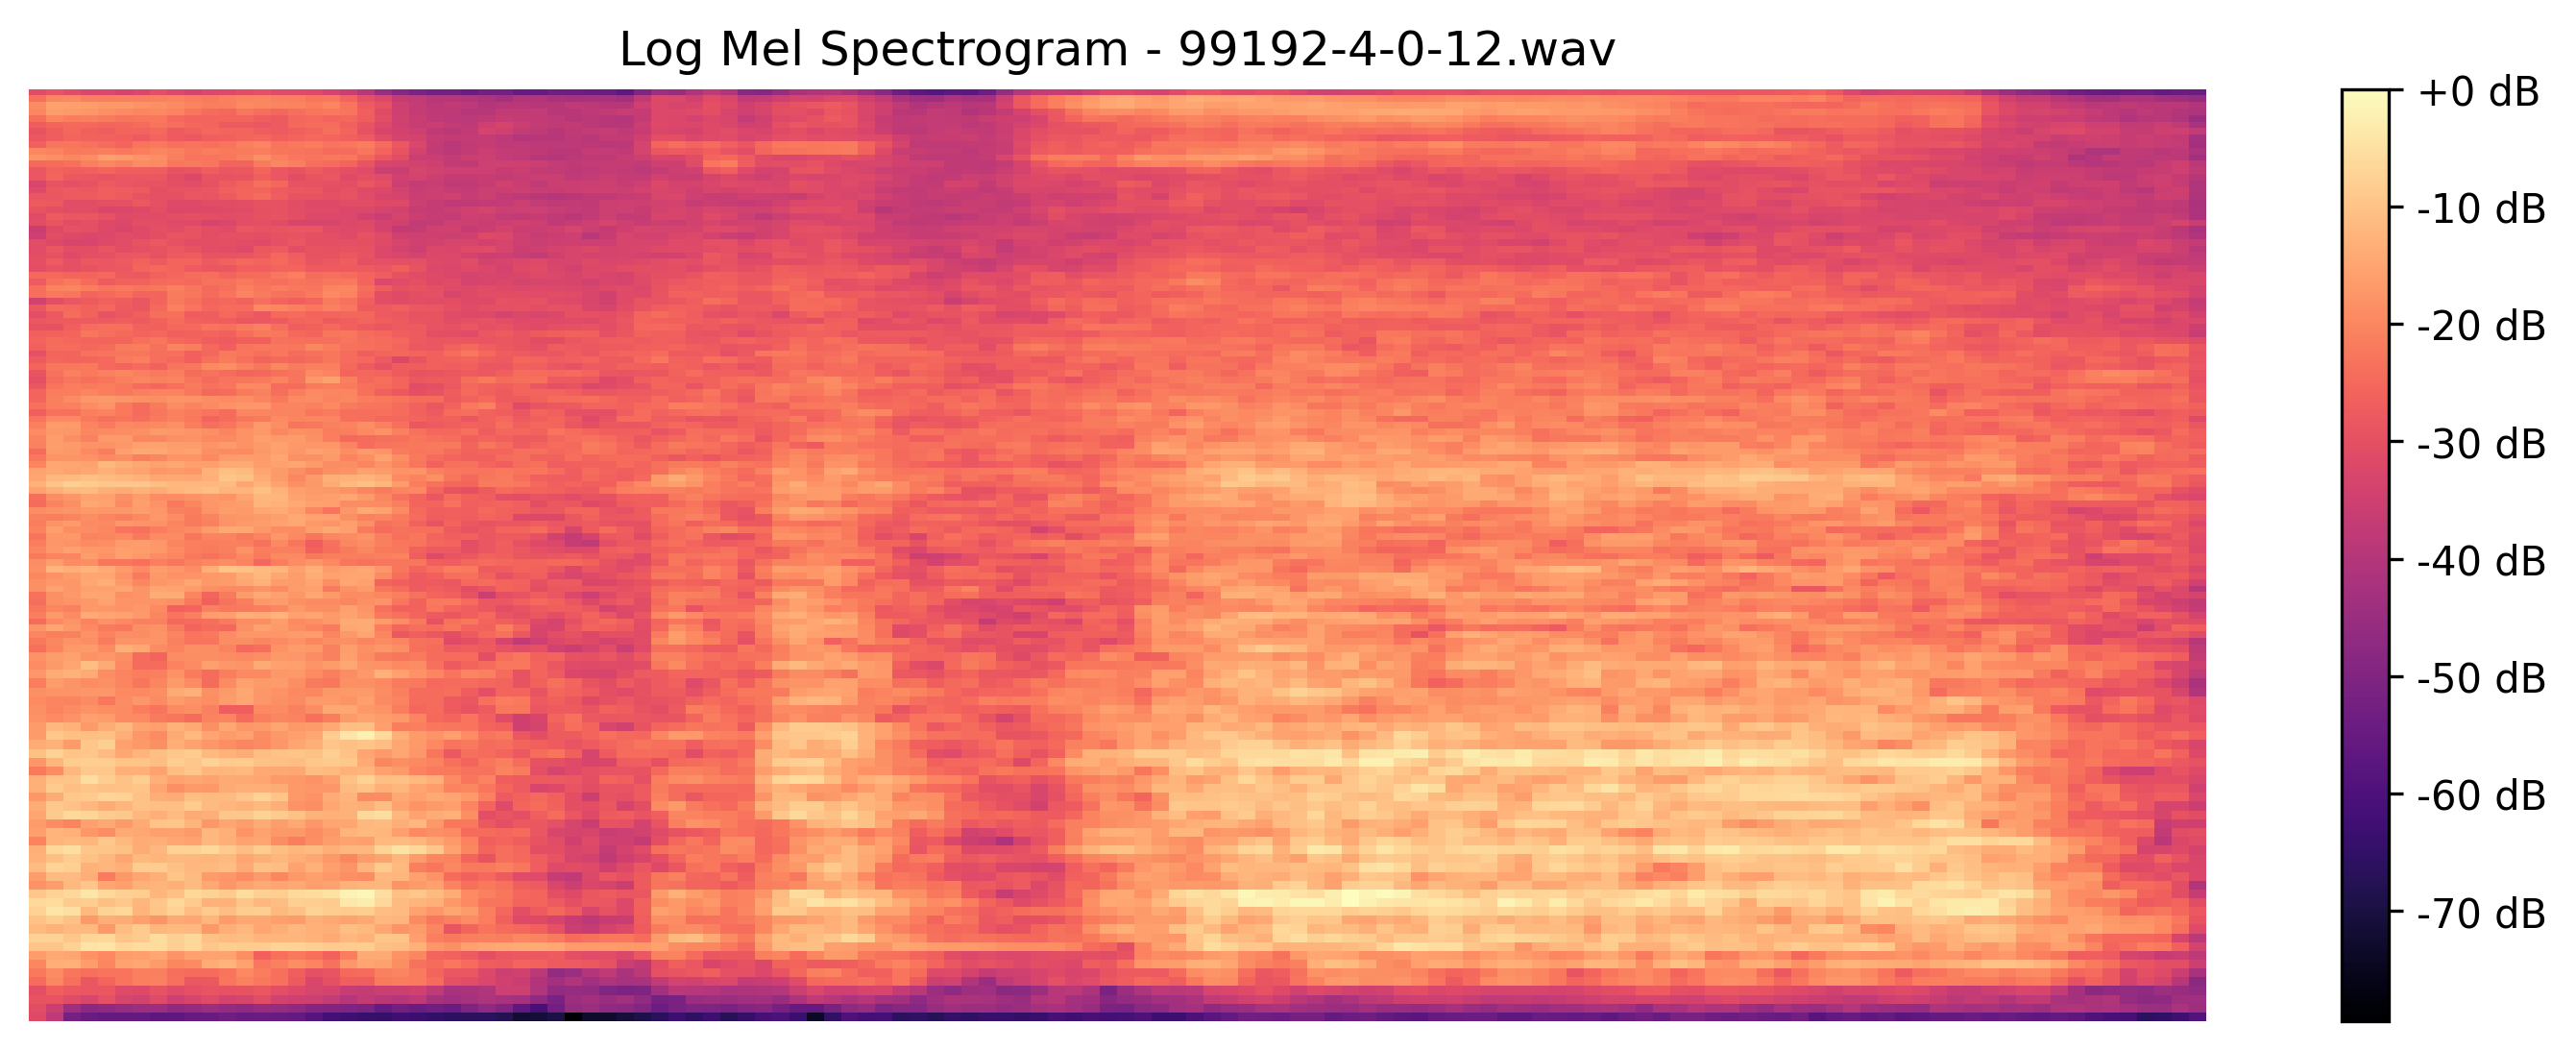 Log Mel Spectrogram - 99192-4-0-12.wav
+0 dB
-10 dB
-20 dB
-30 dB
-40 dB
-50 dB
-60 dB
-70 dB